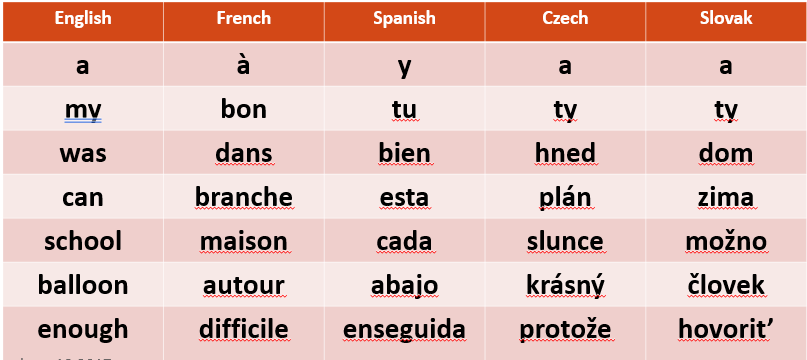 English French Spanish Czech Slovak
a à y a a
my bon tu ty ty
was dans bien hned dom
can branche esta plán zima
school maison cada slunce možno
balloon autour abajo krásný človek
enough difficile enseguida protože hovorit’